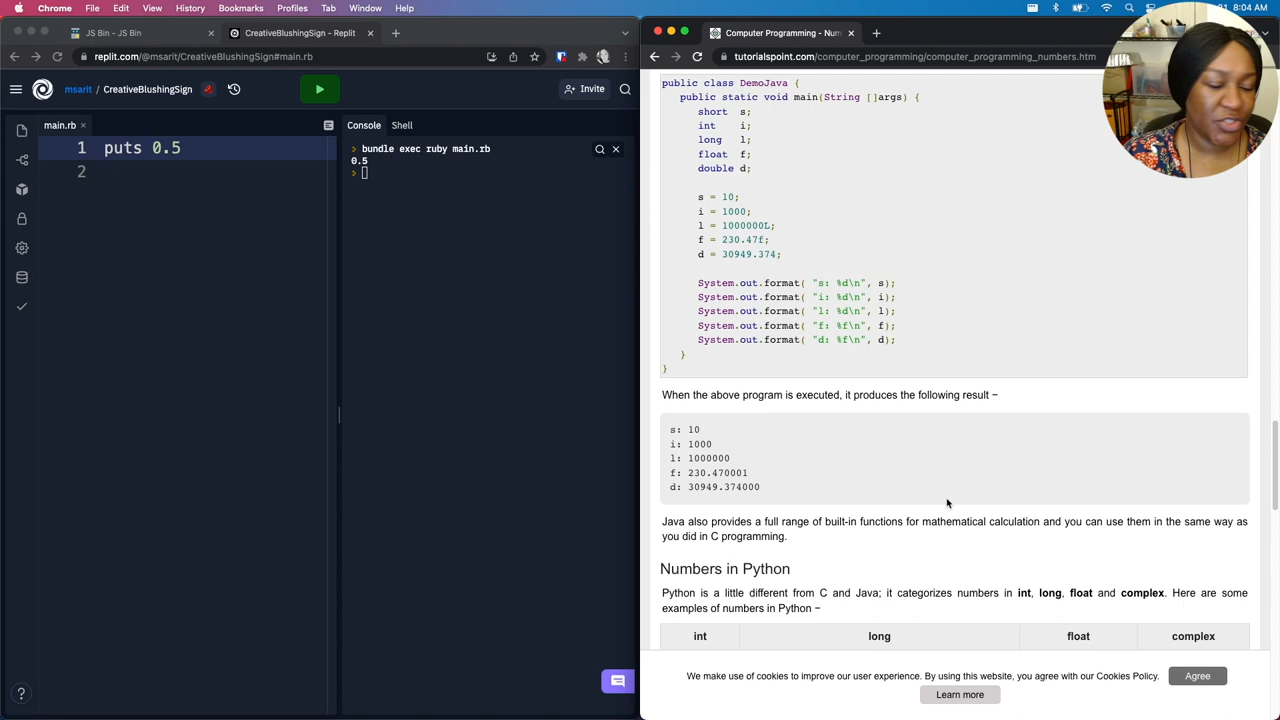 Chrome File Edit View History Bookmarks Profiles Tab Window Help
8:04 AM
JS Bin - JS Bin
CreativeBlushingSign - Replit
replit.com/@msarit/CreativeBlushingSign#main.rb
msarit / CreativeBlushingSign
Invite
main.rb
1 puts 0.5
2
Console Shell
bundle exec ruby main.rb
0.5
Computer Programming - Num
tutorialspoint.com/computer_programming/computer_programming_numbers.htm
public class DemoJava {
public static void main(String []args) {
short s;
int i;
long l;
float f;
double d;
s = 10;
i = 1000;
l = 1000000L;
f = 230.47f;
d = 30949.374;
System.out.format( "s: %d\n", s);
System.out.format( "i: %d\n", i);
System.out.format( "l: %d\n", l);
System.out.format( "f: %f\n", f);
System.out.format( "d: %f\n", d);
}
}
When the above program is executed, it produces the following result −
s: 10
i: 1000
l: 1000000
f: 230.470001
d: 30949.374000
Java also provides a full range of built-in functions for mathematical calculation and you can use them in the same way as
you did in C programming.
Numbers in Python
Python is a little different from C and Java; it categorizes numbers in int, long, float and complex. Here are some
examples of numbers in Python −
int long float complex
We make use of cookies to improve our user experience. By using this website, you agree with our Cookies Policy. Agree
Learn more